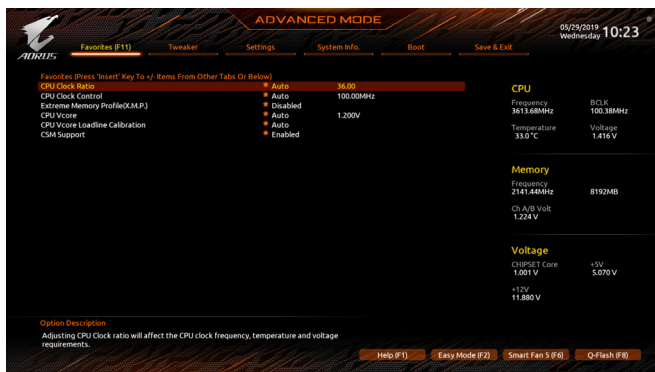 ADVANCED MODE
05/29/2019 10:23
Wednesday
AORUS
Favorites (F11) Tweaker Settings System Info. Boot Save & Exit
Favorites (Press 'Insert' Key To +/- Items From Other Tabs Or Below)
CPU Clock Ratio Auto 36.00
CPU Clock Control Auto 100.00MHz
Extreme Memory Profile(X.M.P.) Disabled
CPU Vcore Auto 1.200V
CPU Vcore Loadline Calibration Auto
CSM Support Enabled
CPU
Frequency BCLK
3613.68MHz 100.38MHz
Temperature Voltage
33.0 °C 1.416 V
Memory
Frequency
2141.44MHz 8192MB
Ch A/B Volt
1.224 V
Voltage
CHIPSET Core +5V
1.001 V 5.070 V
+12V
11.880 V
Option Description
Adjusting CPU Clock ratio will affect the CPU clock frequency, temperature and voltage
requirements.
Help (F1) Easy Mode (F2) Smart Fan 5 (F6) Q-Flash (F8)